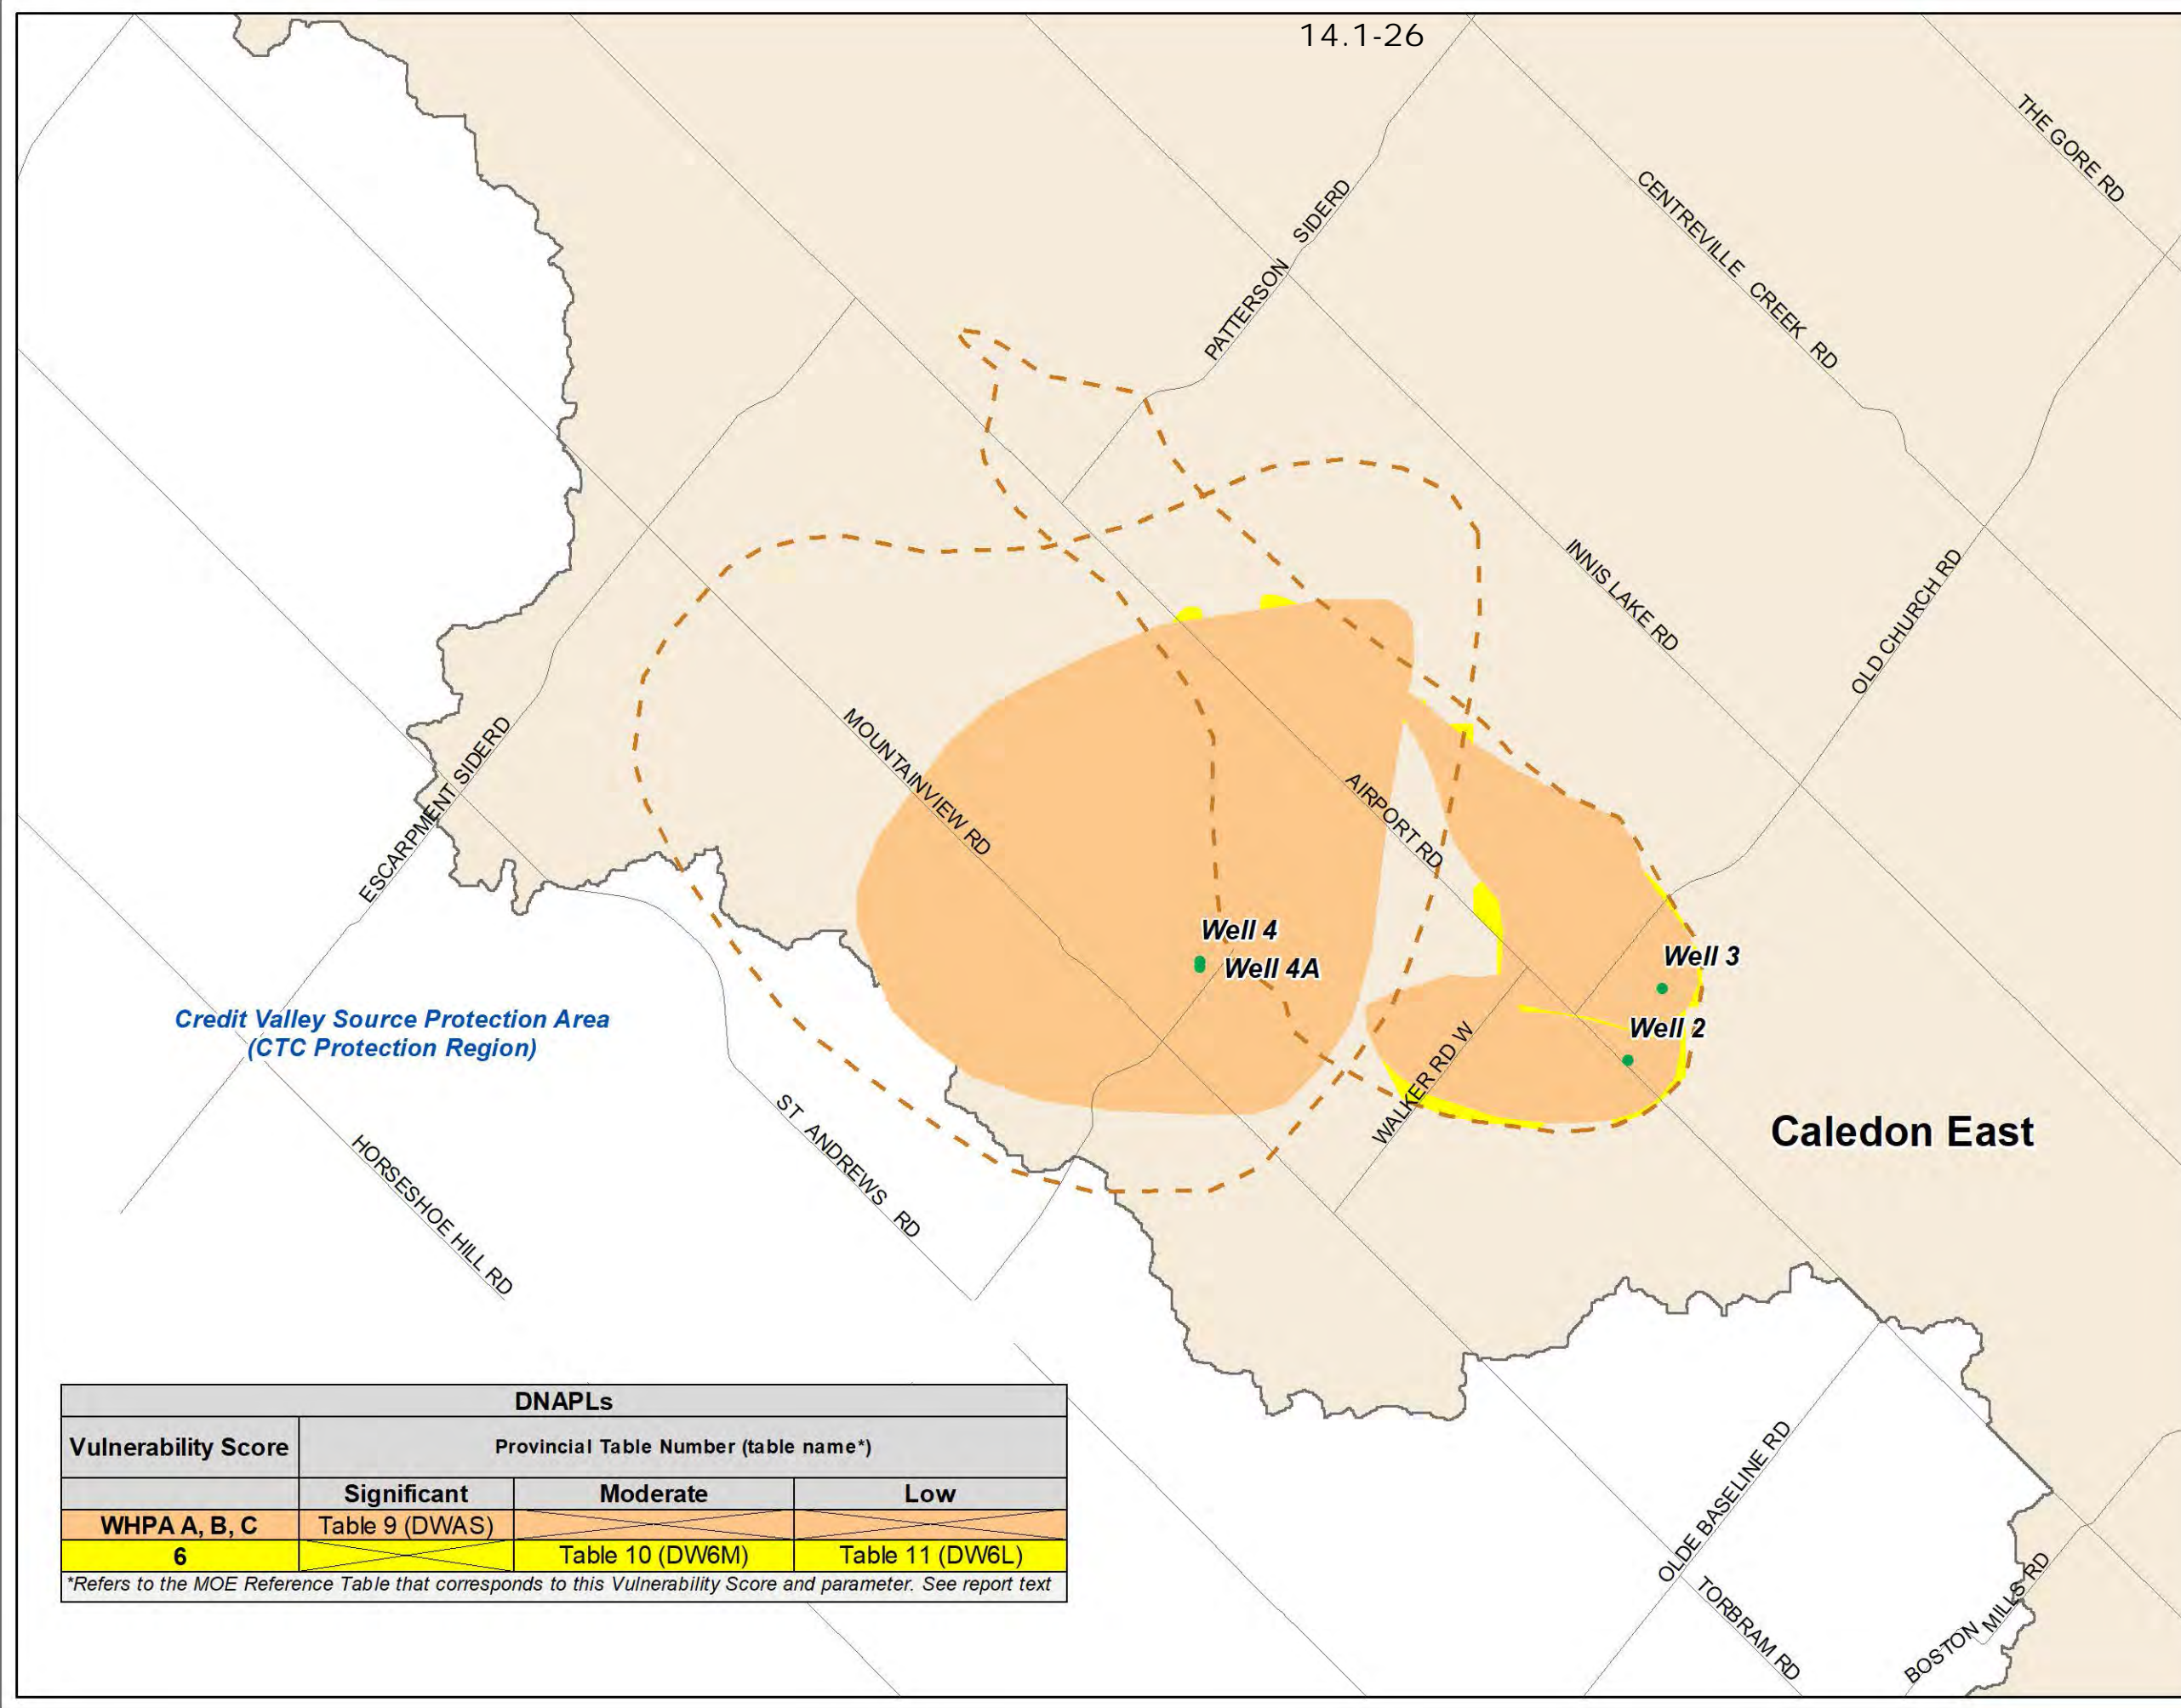 14.1-26
THE GORE RD
CENTREVILLE CREEK RD
PATTERSON SIDERD
INNIS LAKE RD
OLD CHURCH RD
MOUNTAINVIEW RD
ESCARPMENT SIDERD
AIRPORT RD
Well 4
Well 4A
Well 3
Well 2
Credit Valley Source Protection Area
(CTC Protection Region)
WALKER RD W
ST ANDREWS RD
HORSESHOE HILL RD
Caledon East
OLDE BASELINE RD
TORBRAM RD
BOSTON MILLS RD
DNAPLs
Vulnerability Score Provincial Table Number (table name*)
Significant Moderate Low
WHPA A, B, C Table 9 (DWAS)
6 Table 10 (DW6M) Table 11 (DW6L)
*Refers to the MOE Reference Table that corresponds to this Vulnerability Score and parameter. See report text